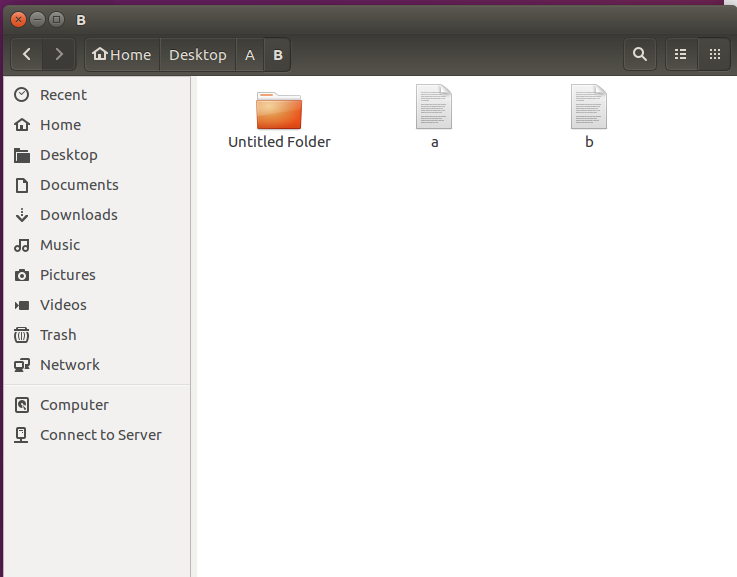 B
Home Desktop A B
Recent
Home
Desktop
Documents
Downloads
Music
Pictures
Videos
Trash
Network
Computer
Connect to Server
Untitled Folder a b